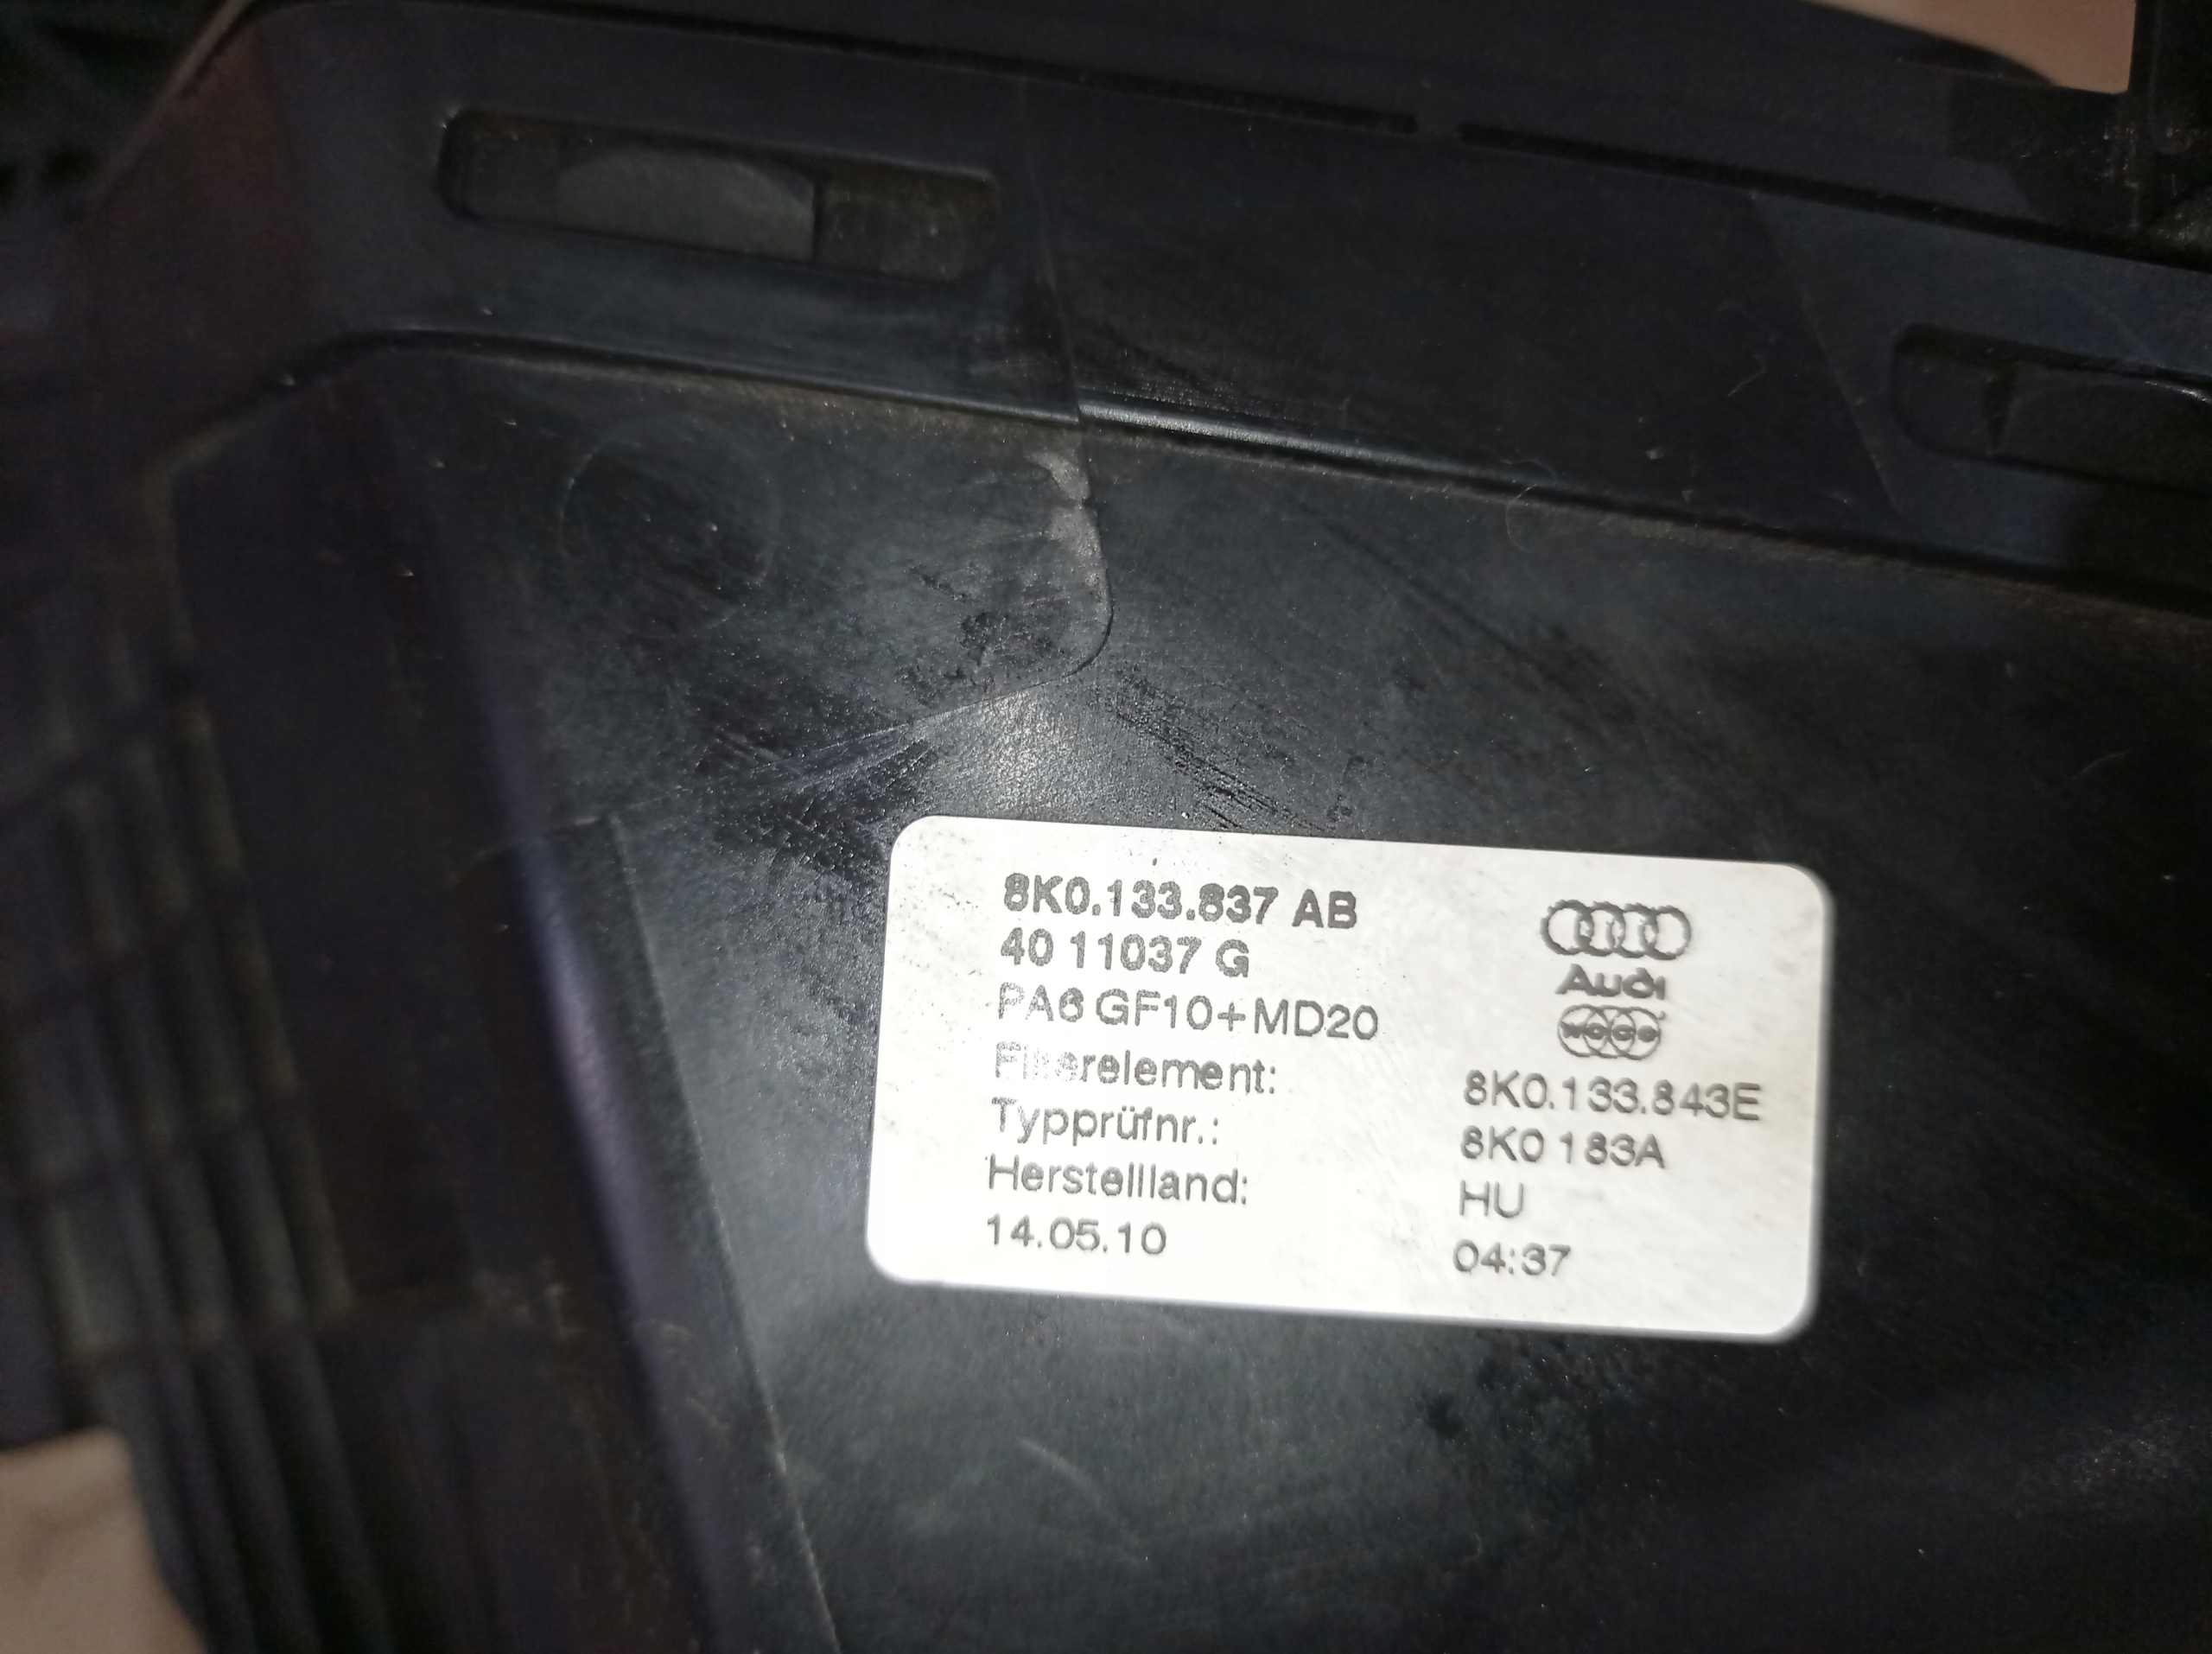 8K0.133.837 AB
40 11037 G
PA6 GF10+MD20
Audi
WOCO
Filterelement: 8K0.133.843E
Typprüfnr.: 8K0 183A
Herstellland: HU
14.05.10 04:37